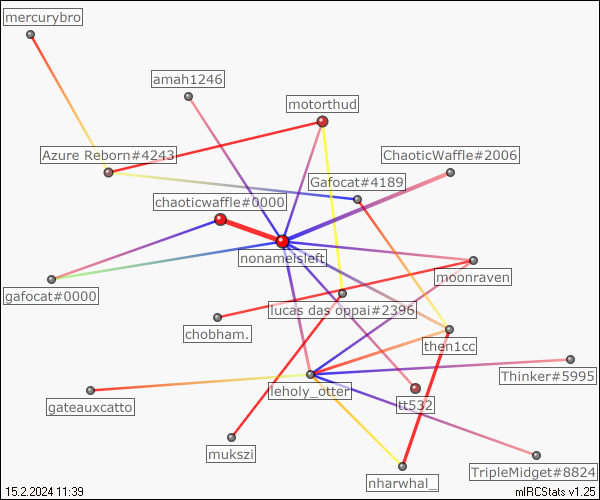 mercurybro
amah1246
motorthud
Azure Reborn#4243
ChaoticWaffle#2006
Gafocat#4189
chaoticwaffle#0000
nonameisleft
moonraven
gafocat#0000
lucas das oppai#2396
chobham.
then1cc
Thinker#5995
leholy_otter
tt532
gateauxcatto
mukszi
TripleMidget#8824
nharwhal_
15.2.2024 11:39
mIRCStats v1.25